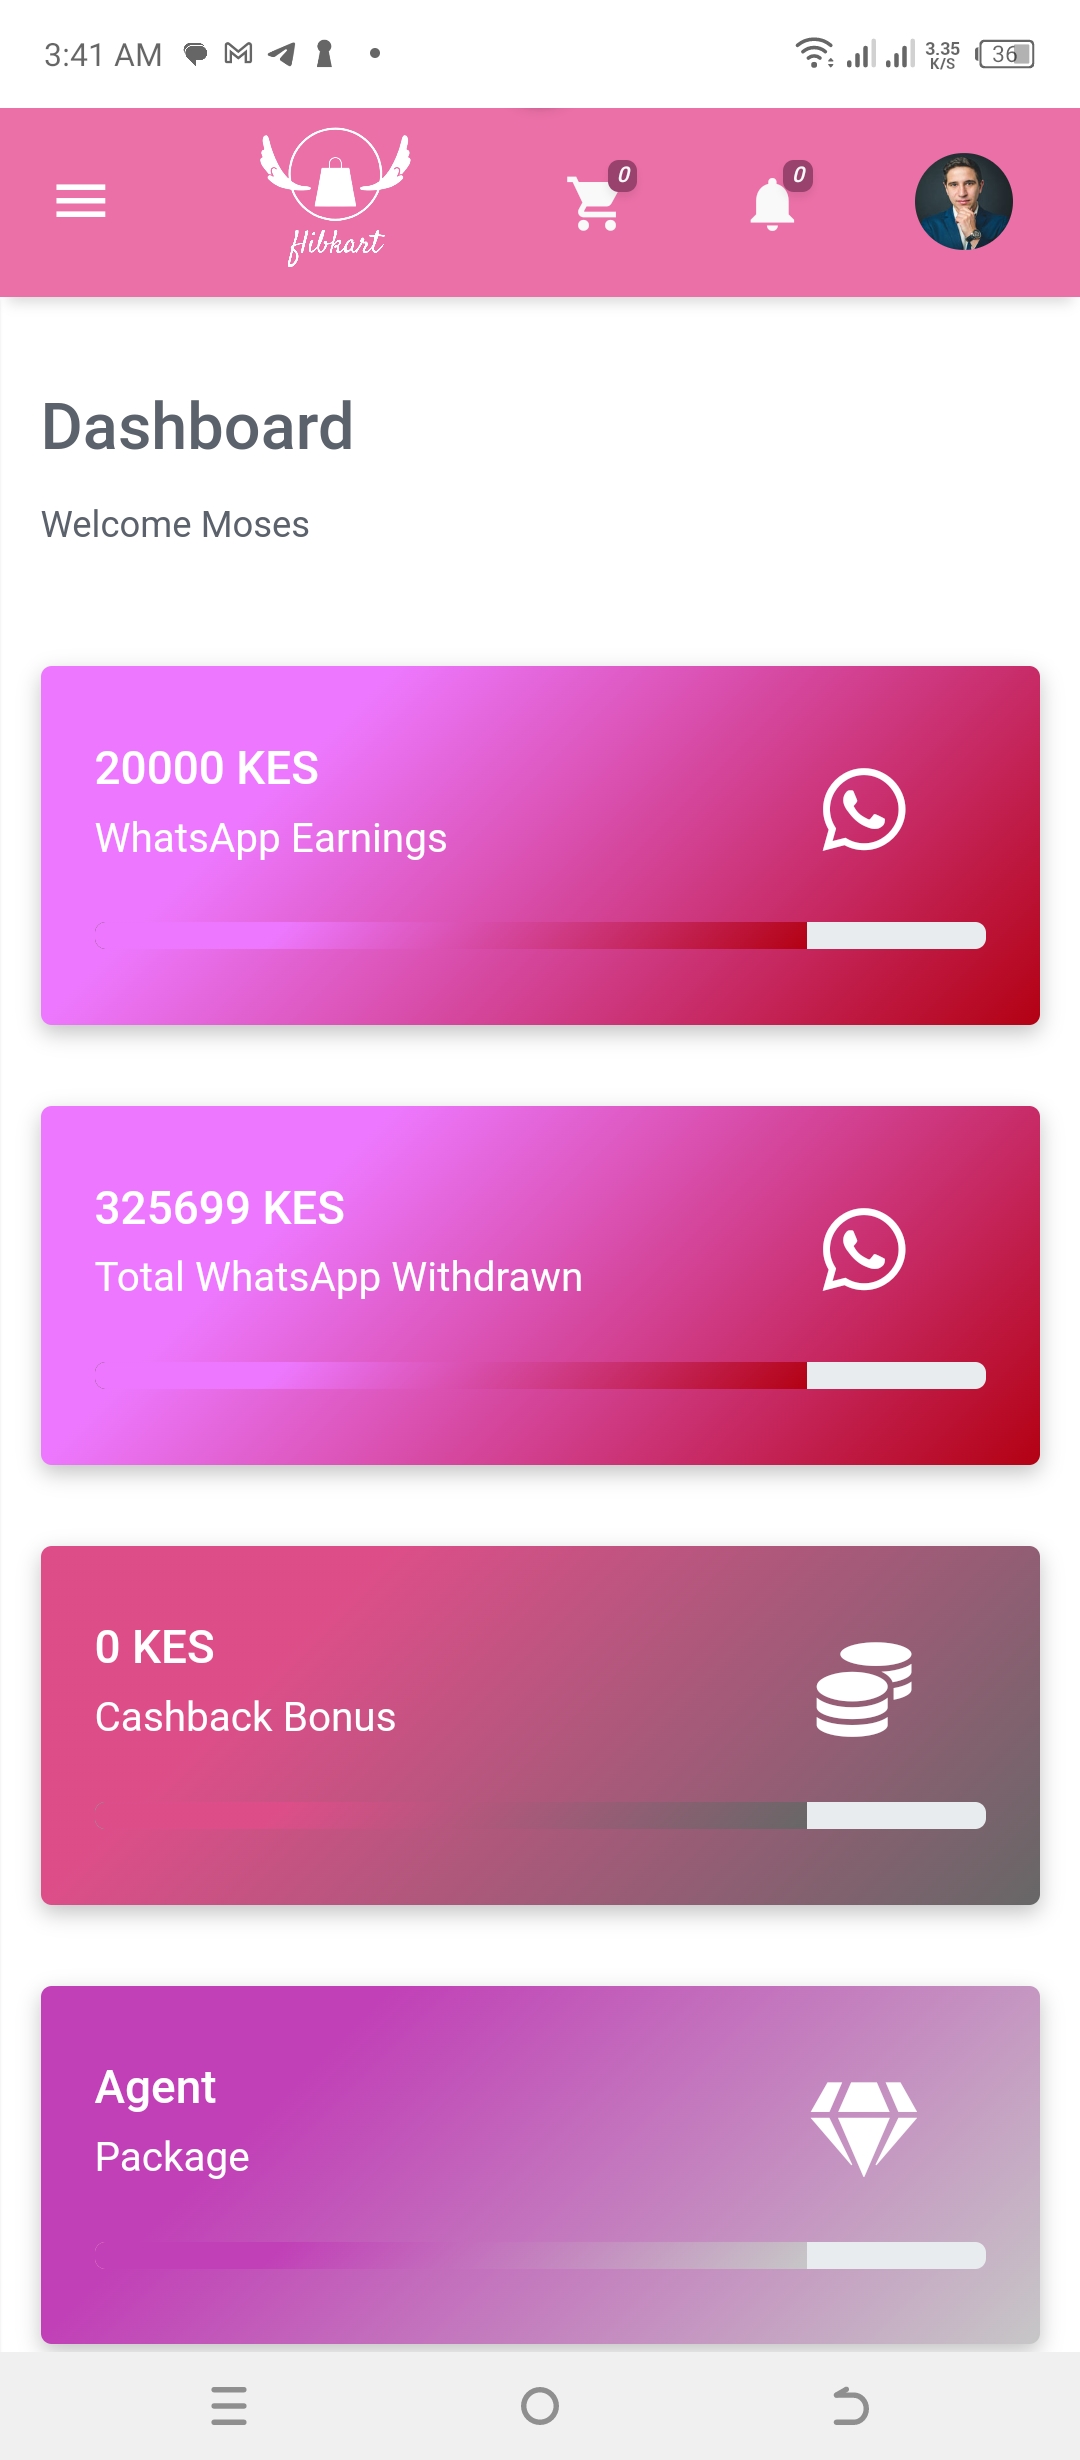 3:41 AM
3.35
K/S
36
Hibkart
0
0
Dashboard
Welcome Moses
20000 KES
WhatsApp Earnings
325699 KES
Total WhatsApp Withdrawn
0 KES
Cashback Bonus
Agent
Package